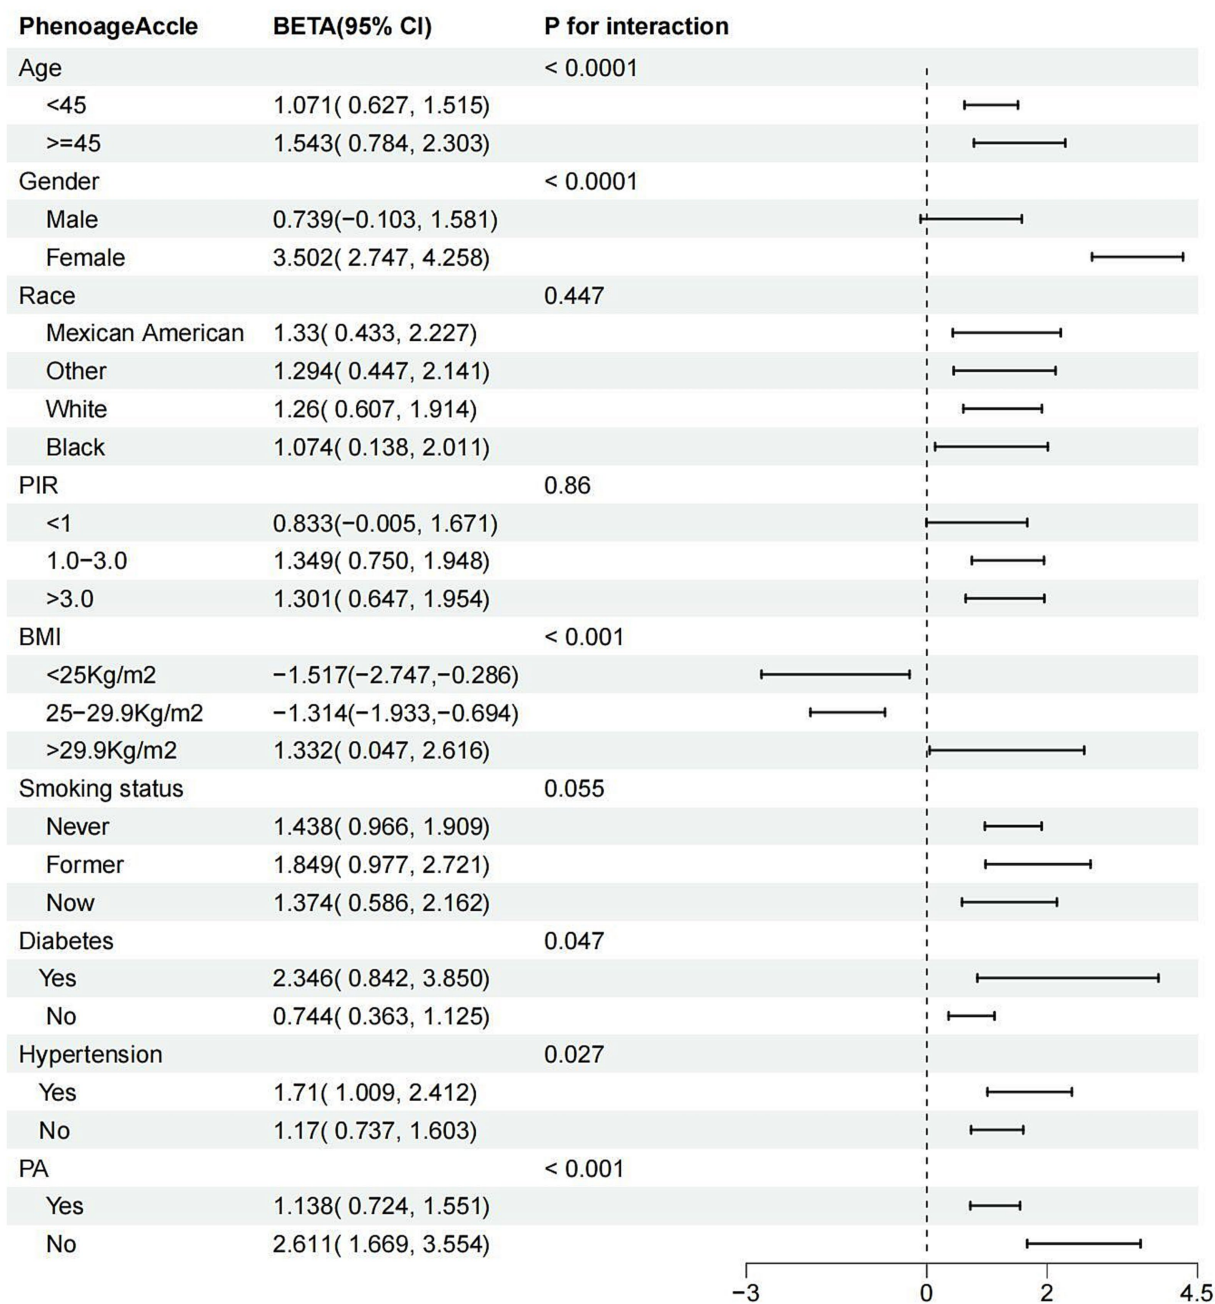 PhenoageAccle BETA(95% CI) P for interaction
Age < 0.0001
<45 1.071( 0.627, 1.515)
>=45 1.543( 0.784, 2.303)
Gender < 0.0001
Male 0.739(−0.103, 1.581)
Female 3.502( 2.747, 4.258)
Race 0.447
Mexican American 1.33( 0.433, 2.227)
Other 1.294( 0.447, 2.141)
White 1.26( 0.607, 1.914)
Black 1.074( 0.138, 2.011)
PIR 0.86
<1 0.833(−0.005, 1.671)
1.0−3.0 1.349( 0.750, 1.948)
>3.0 1.301( 0.647, 1.954)
BMI < 0.001
<25Kg/m2 −1.517(−2.747,−0.286)
25−29.9Kg/m2 −1.314(−1.933,−0.694)
>29.9Kg/m2 1.332( 0.047, 2.616)
Smoking status 0.055
Never 1.438( 0.966, 1.909)
Former 1.849( 0.977, 2.721)
Now 1.374( 0.586, 2.162)
Diabetes 0.047
Yes 2.346( 0.842, 3.850)
No 0.744( 0.363, 1.125)
Hypertension 0.027
Yes 1.71( 1.009, 2.412)
No 1.17( 0.737, 1.603)
PA < 0.001
Yes 1.138( 0.724, 1.551)
No 2.611( 1.669, 3.554)
−3 0 2 4.5